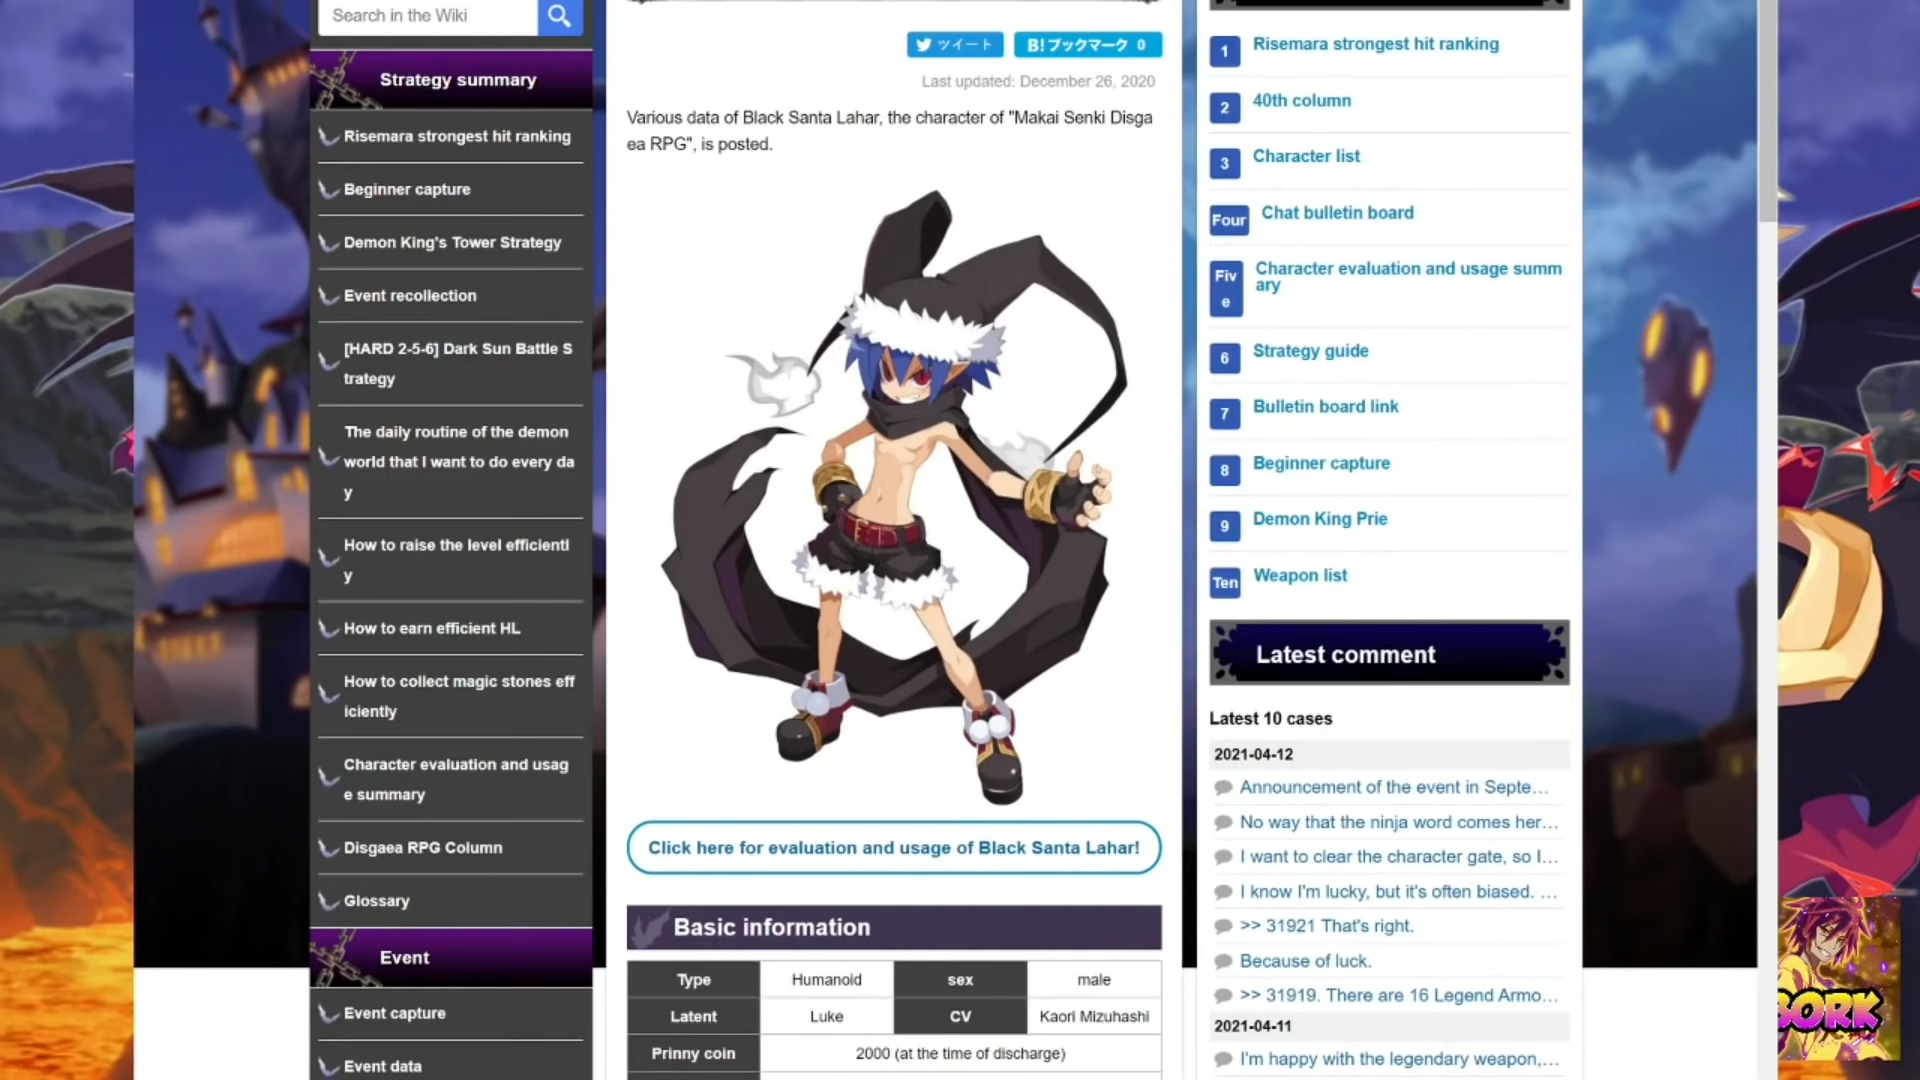 Search in the Wiki
Strategy summary
Risemara strongest hit ranking
Beginner capture
Demon King's Tower Strategy
Event recollection
[HARD 2-5-6] Dark Sun Battle S
trategy
The daily routine of the demon
world that I want to do every da
y
How to raise the level efficientl
y
How to earn efficient HL
How to collect magic stones eff
iciently
Character evaluation and usag
e summary
Disgaea RPG Column
Glossary
Event
Event capture
Event data
ツイート
B! ブックマーク 0
Last updated: December 26, 2020
Various data of Black Santa Lahar, the character of "Makai Senki Disga
ea RPG", is posted.
Click here for evaluation and usage of Black Santa Lahar!
Basic information
Type Humanoid sex male
Latent Luke CV Kaori Mizuhashi
Prinny coin 2000 (at the time of discharge)
1 Risemara strongest hit ranking
2 40th column
3 Character list
Four Chat bulletin board
Fiv
e
Character evaluation and usage summ
ary
6 Strategy guide
7 Bulletin board link
8 Beginner capture
9 Demon King Prie
Ten Weapon list
Latest comment
Latest 10 cases
2021-04-12
Announcement of the event in Septe…
No way that the ninja word comes her…
I want to clear the character gate, so I…
I know I'm lucky, but it's often biased. …
>> 31921 That's right.
Because of luck.
>> 31919. There are 16 Legend Armo…
2021-04-11
I'm happy with the legendary weapon,…
BORK